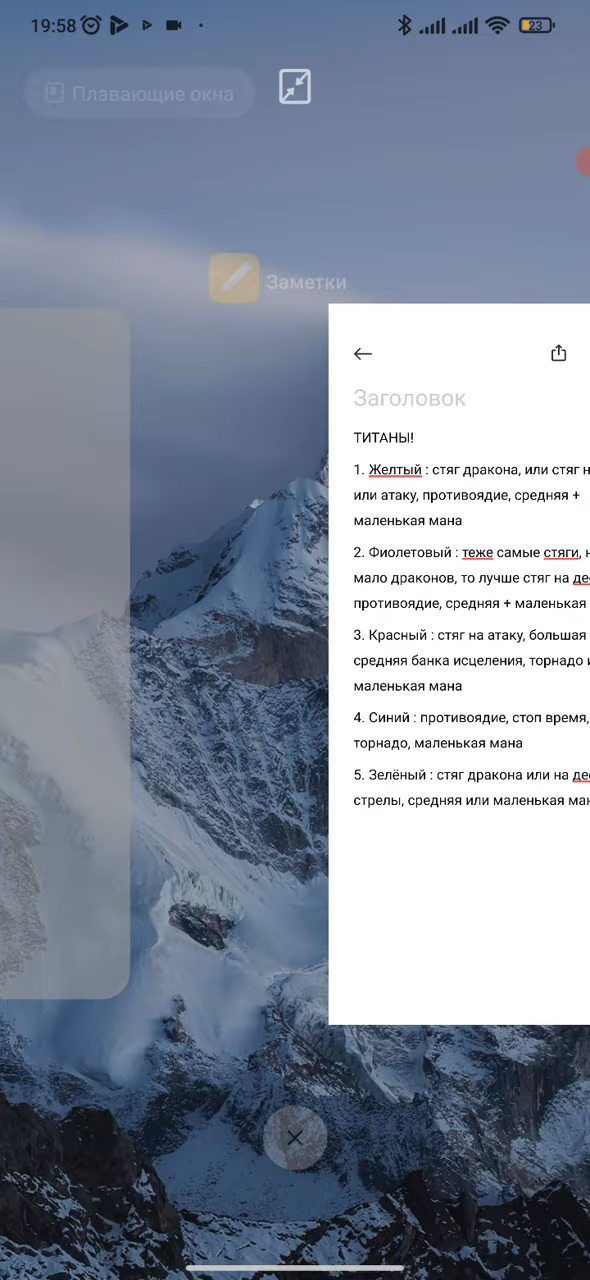 19:58
23
Плавающие окна
Заметки
Заголовок
ТИТАНЫ!
1. Желтый : стяг дракона, или стяг
или атаку, противоядие, средняя +
маленькая мана
2. Фиолетовый : теже самые стяги,
мало драконов, то лучше стяг на
противоядие, средняя + маленькая
3. Красный : стяг на атаку, большая
средняя банка исцеления, торнадо
маленькая мана
4. Синий : противоядие, стоп время,
торнадо, маленькая мана
5. Зелёный : стяг дракона или на
стрелы, средняя или маленькая